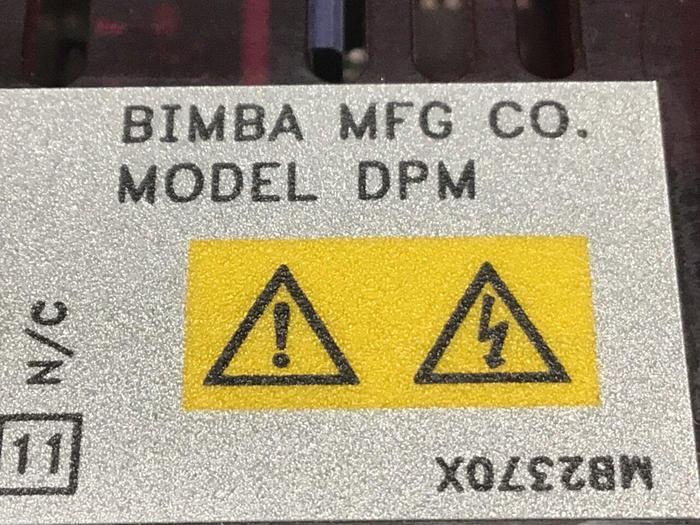 BIMBA MFG CO.
MODEL DPM
N/C
11
MB2370X